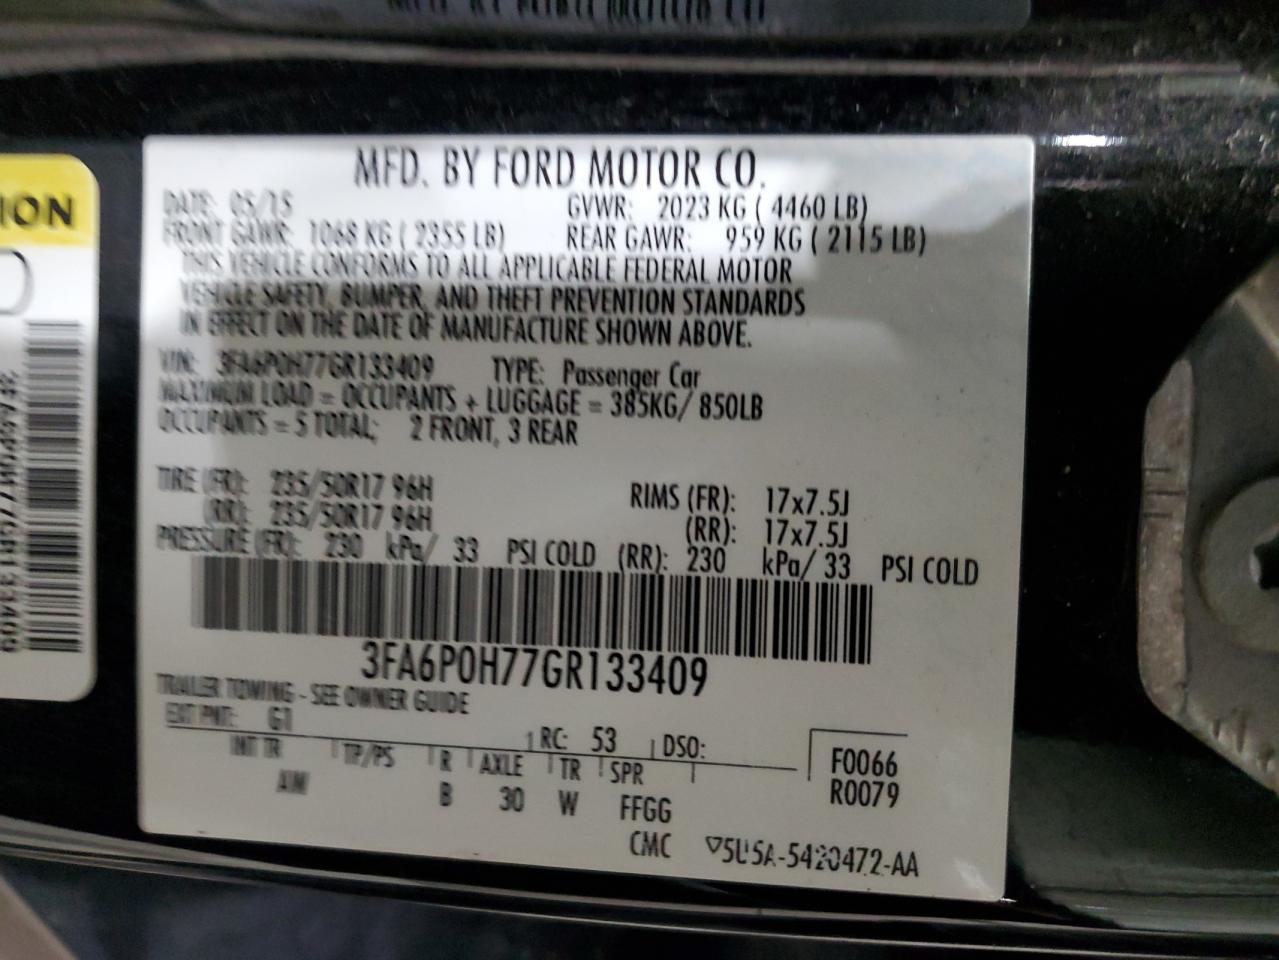 MFD. BY FORD MOTOR CO.
DATE: 05/15 GVWR: 2023 KG ( 4460 LB)
FRONT GAWR: 1068 KG ( 2355 LB) REAR GAWR: 959 KG ( 2115 LB)
THIS VEHICLE CONFORMS TO ALL APPLICABLE FEDERAL MOTOR
VEHICLE SAFETY, BUMPER, AND THEFT PREVENTION STANDARDS
IN EFFECT ON THE DATE OF MANUFACTURE SHOWN ABOVE.
VIN: 3FA6P0H77GR133409 TYPE: Passenger Car
MAXIMUM LOAD = OCCUPANTS + LUGGAGE = 385KG/ 850LB
OCCUPANTS = 5 TOTAL; 2 FRONT, 3 REAR
TIRE (FR): 235/50R17 96H RIMS (FR): 17x7.5J
(RR): 235/50R17 96H (RR): 17x7.5J
PRESSURE (FR): 230 kPa/ 33 PSI COLD (RR): 230 kPa/ 33 PSI COLD
3FA6P0H77GR133409
TRAILER TOWING - SEE OWNER GUIDE
EXT PNT: G1 RC: 53 DSO:
INT TR TP/PS R AXLE TR SPR F0066
AW B 30 W FFGG R0079
CMC ▽5U5A-5420472-AA
ION
3FA6P0H77GR133409